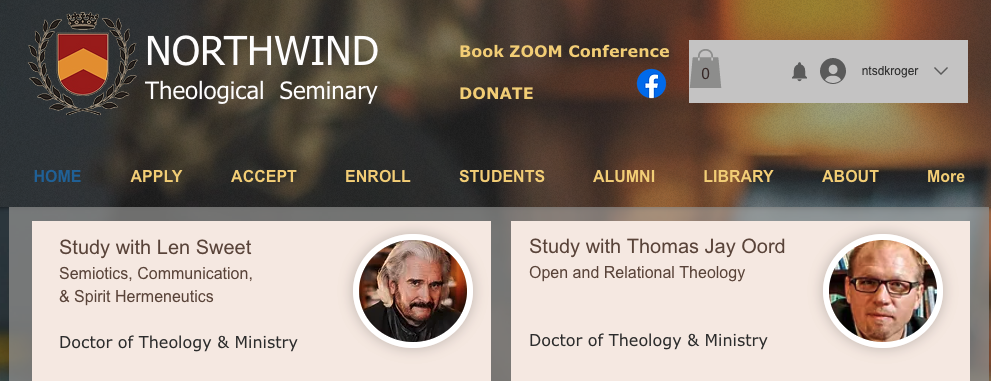 NORTHWIND
Theological Seminary
Book ZOOM Conference
DONATE
0
ntsdkroger
HOME APPLY ACCEPT ENROLL STUDENTS ALUMNI LIBRARY ABOUT More
Study with Len Sweet
Semiotics, Communication,
& Spirit Hermeneutics
Doctor of Theology & Ministry
Study with Thomas Jay Oord
Open and Relational Theology
Doctor of Theology & Ministry